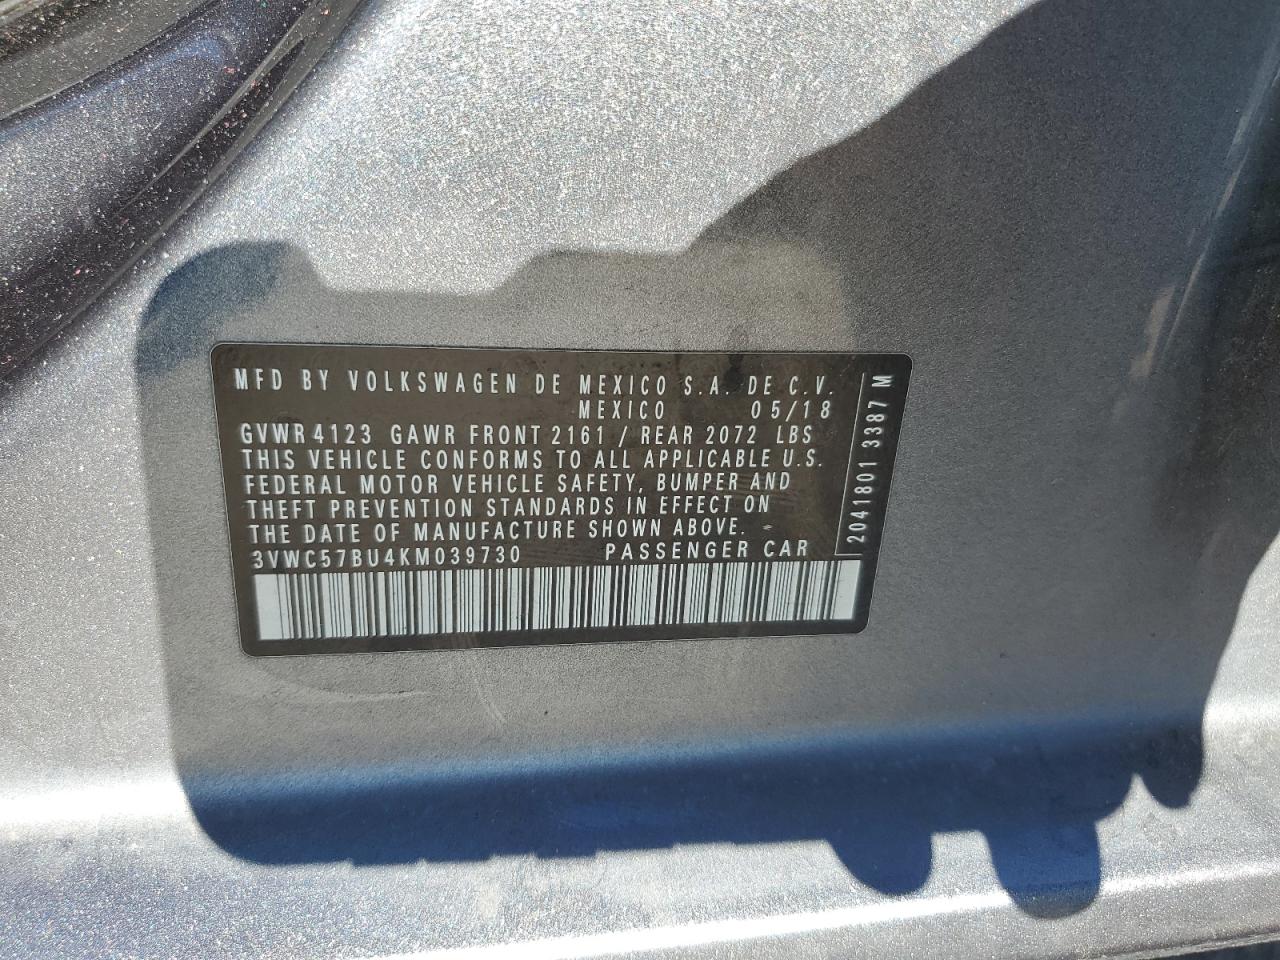 MFD BY VOLKSWAGEN DE MEXICO S.A. DE C.V.
MEXICO 05/18
GVWR 4123 GAWR FRONT 2161 / REAR 2072 LBS
THIS VEHICLE CONFORMS TO ALL APPLICABLE U.S.
FEDERAL MOTOR VEHICLE SAFETY, BUMPER AND
THEFT PREVENTION STANDARDS IN EFFECT ON
THE DATE OF MANUFACTURE SHOWN ABOVE.
3VWC57BU4KM039730 PASSENGER CAR
2041801 3387 M